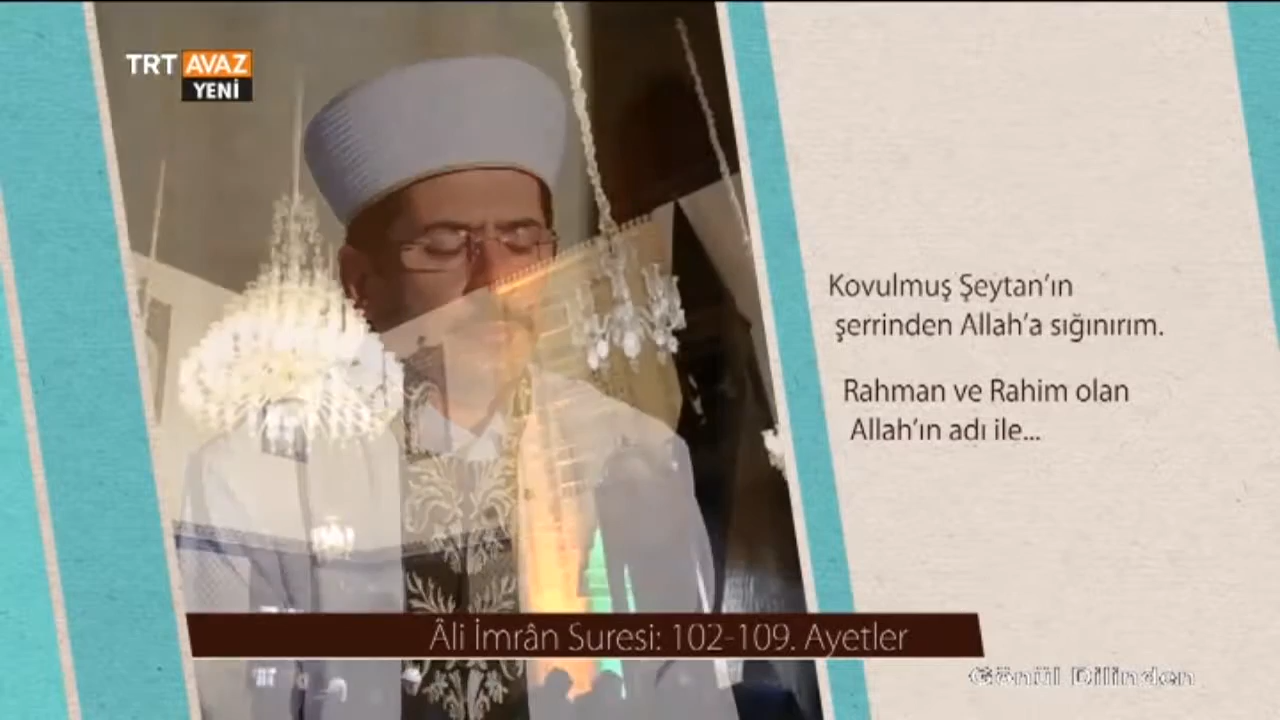 TRT AVAZ
YENİ
Kovulmuş Şeytan'ın
şerrinden Allah'a sığınırım.
Rahman ve Rahim olan
Allah'ın adı ile...
Âli İmrân Suresi: 102-109. Ayetler
Gönül Dilinden